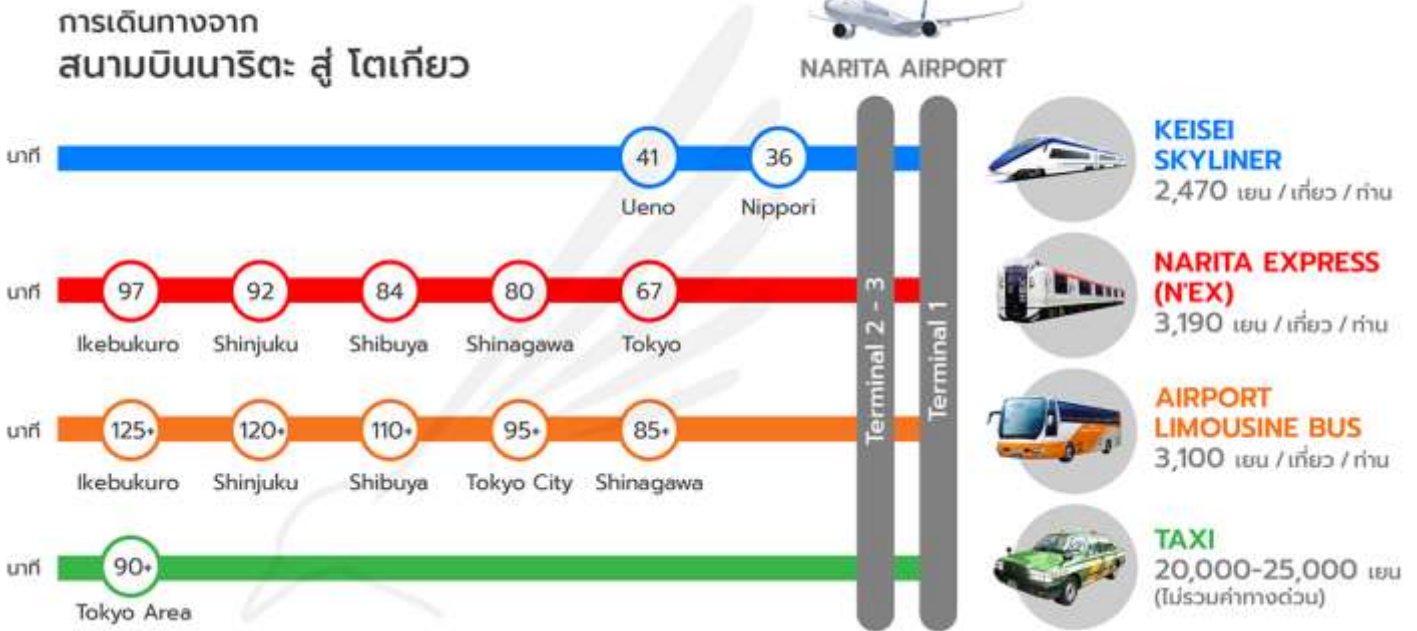 การเดินทางจาก
สนามบินนาริตะ สู่ โตเกียว
NARITA AIRPORT
นาที
41
36
Ueno
Nippori
KEISEI
SKYLINER
2,470 เยน / เที่ยว / ท่าน
นาที
97
92
84
80
67
Ikebukuro
Shinjuku
Shibuya
Shinagawa
Tokyo
NARITA EXPRESS
(N'EX)
3,190 เยน / เที่ยว / ท่าน
Terminal 2 - 3
Terminal 1
นาที
125+
120+
110+
95+
85+
Ikebukuro
Shinjuku
Shibuya
Tokyo City
Shinagawa
AIRPORT
LIMOUSINE BUS
3,100 เยน / เที่ยว / ท่าน
นาที
90+
Tokyo Area
TAXI
20,000-25,000 เยน
(ไม่รวมค่าทางด่วน)